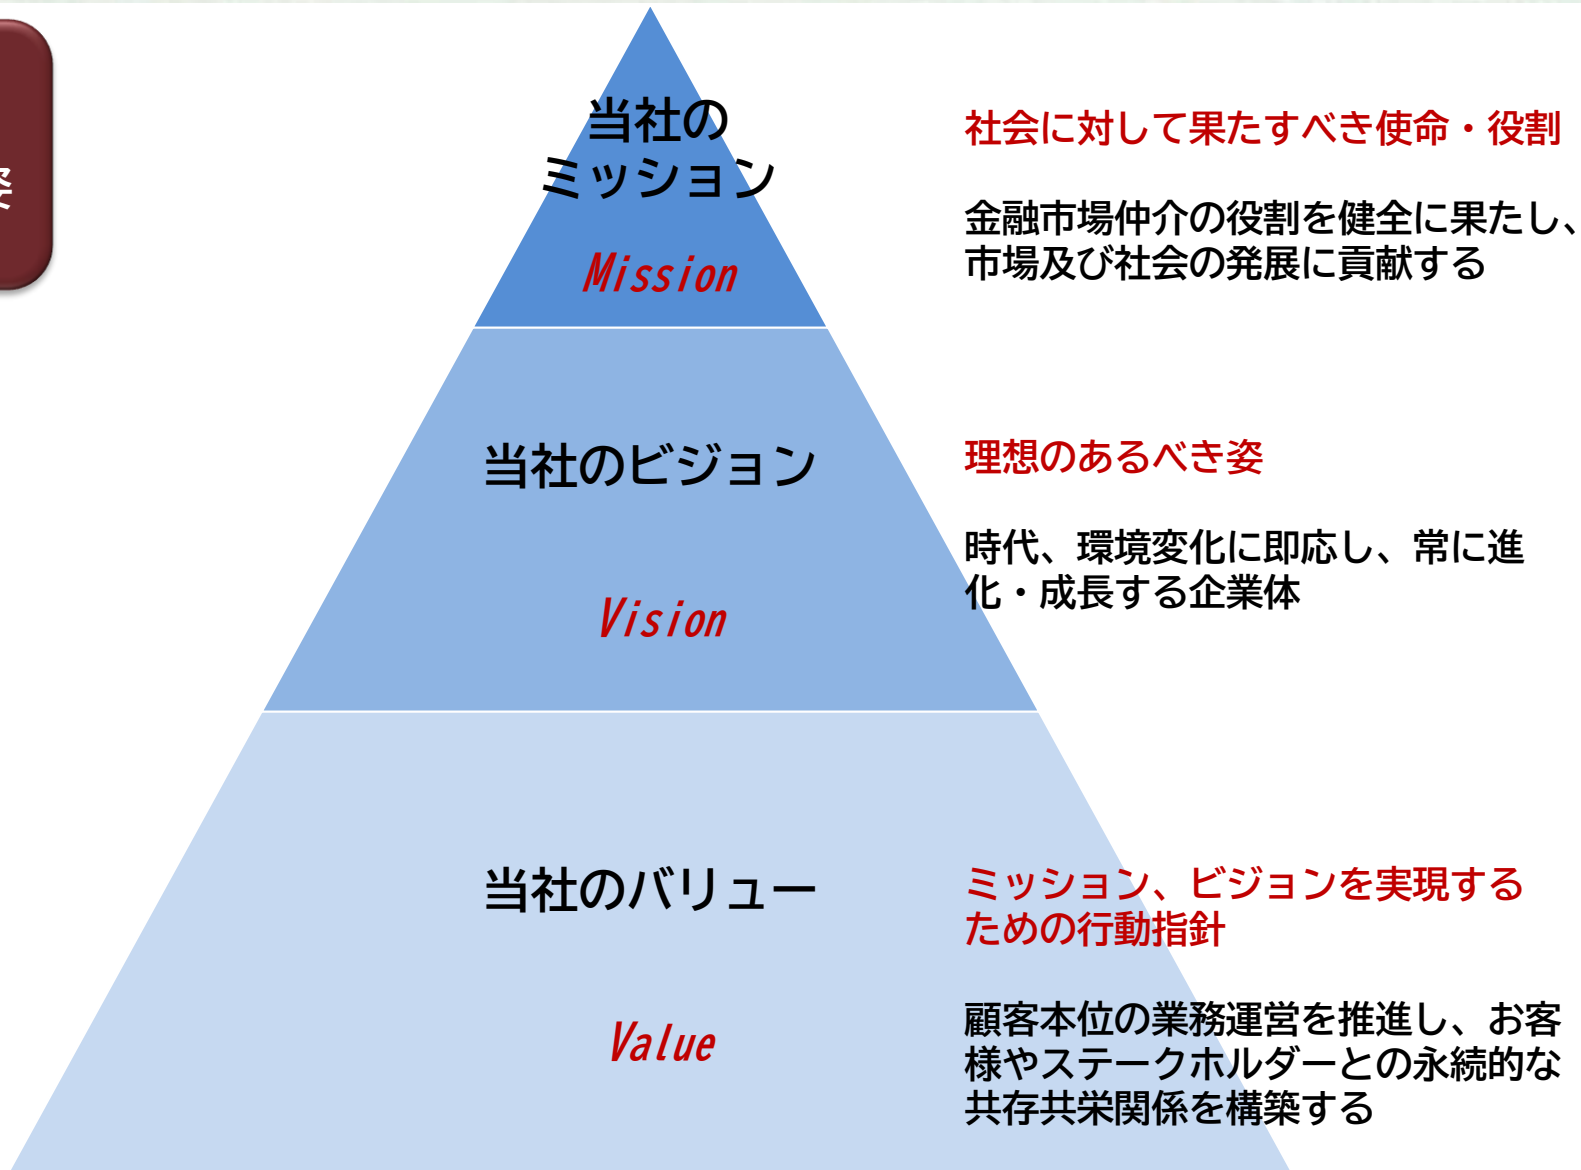 姿
当社の
ミッション
Mission
社会に対して果たすべき使命・役割
金融市場仲介の役割を健全に果たし、
市場及び社会の発展に貢献する
当社のビジョン
Vision
理想のあるべき姿
時代、環境変化に即応し、常に進
化・成長する企業体
当社のバリュー
Value
ミッション、ビジョンを実現する
ための行動指針
顧客本位の業務運営を推進し、お客
様やステークホルダーとの永続的な
共存共栄関係を構築する